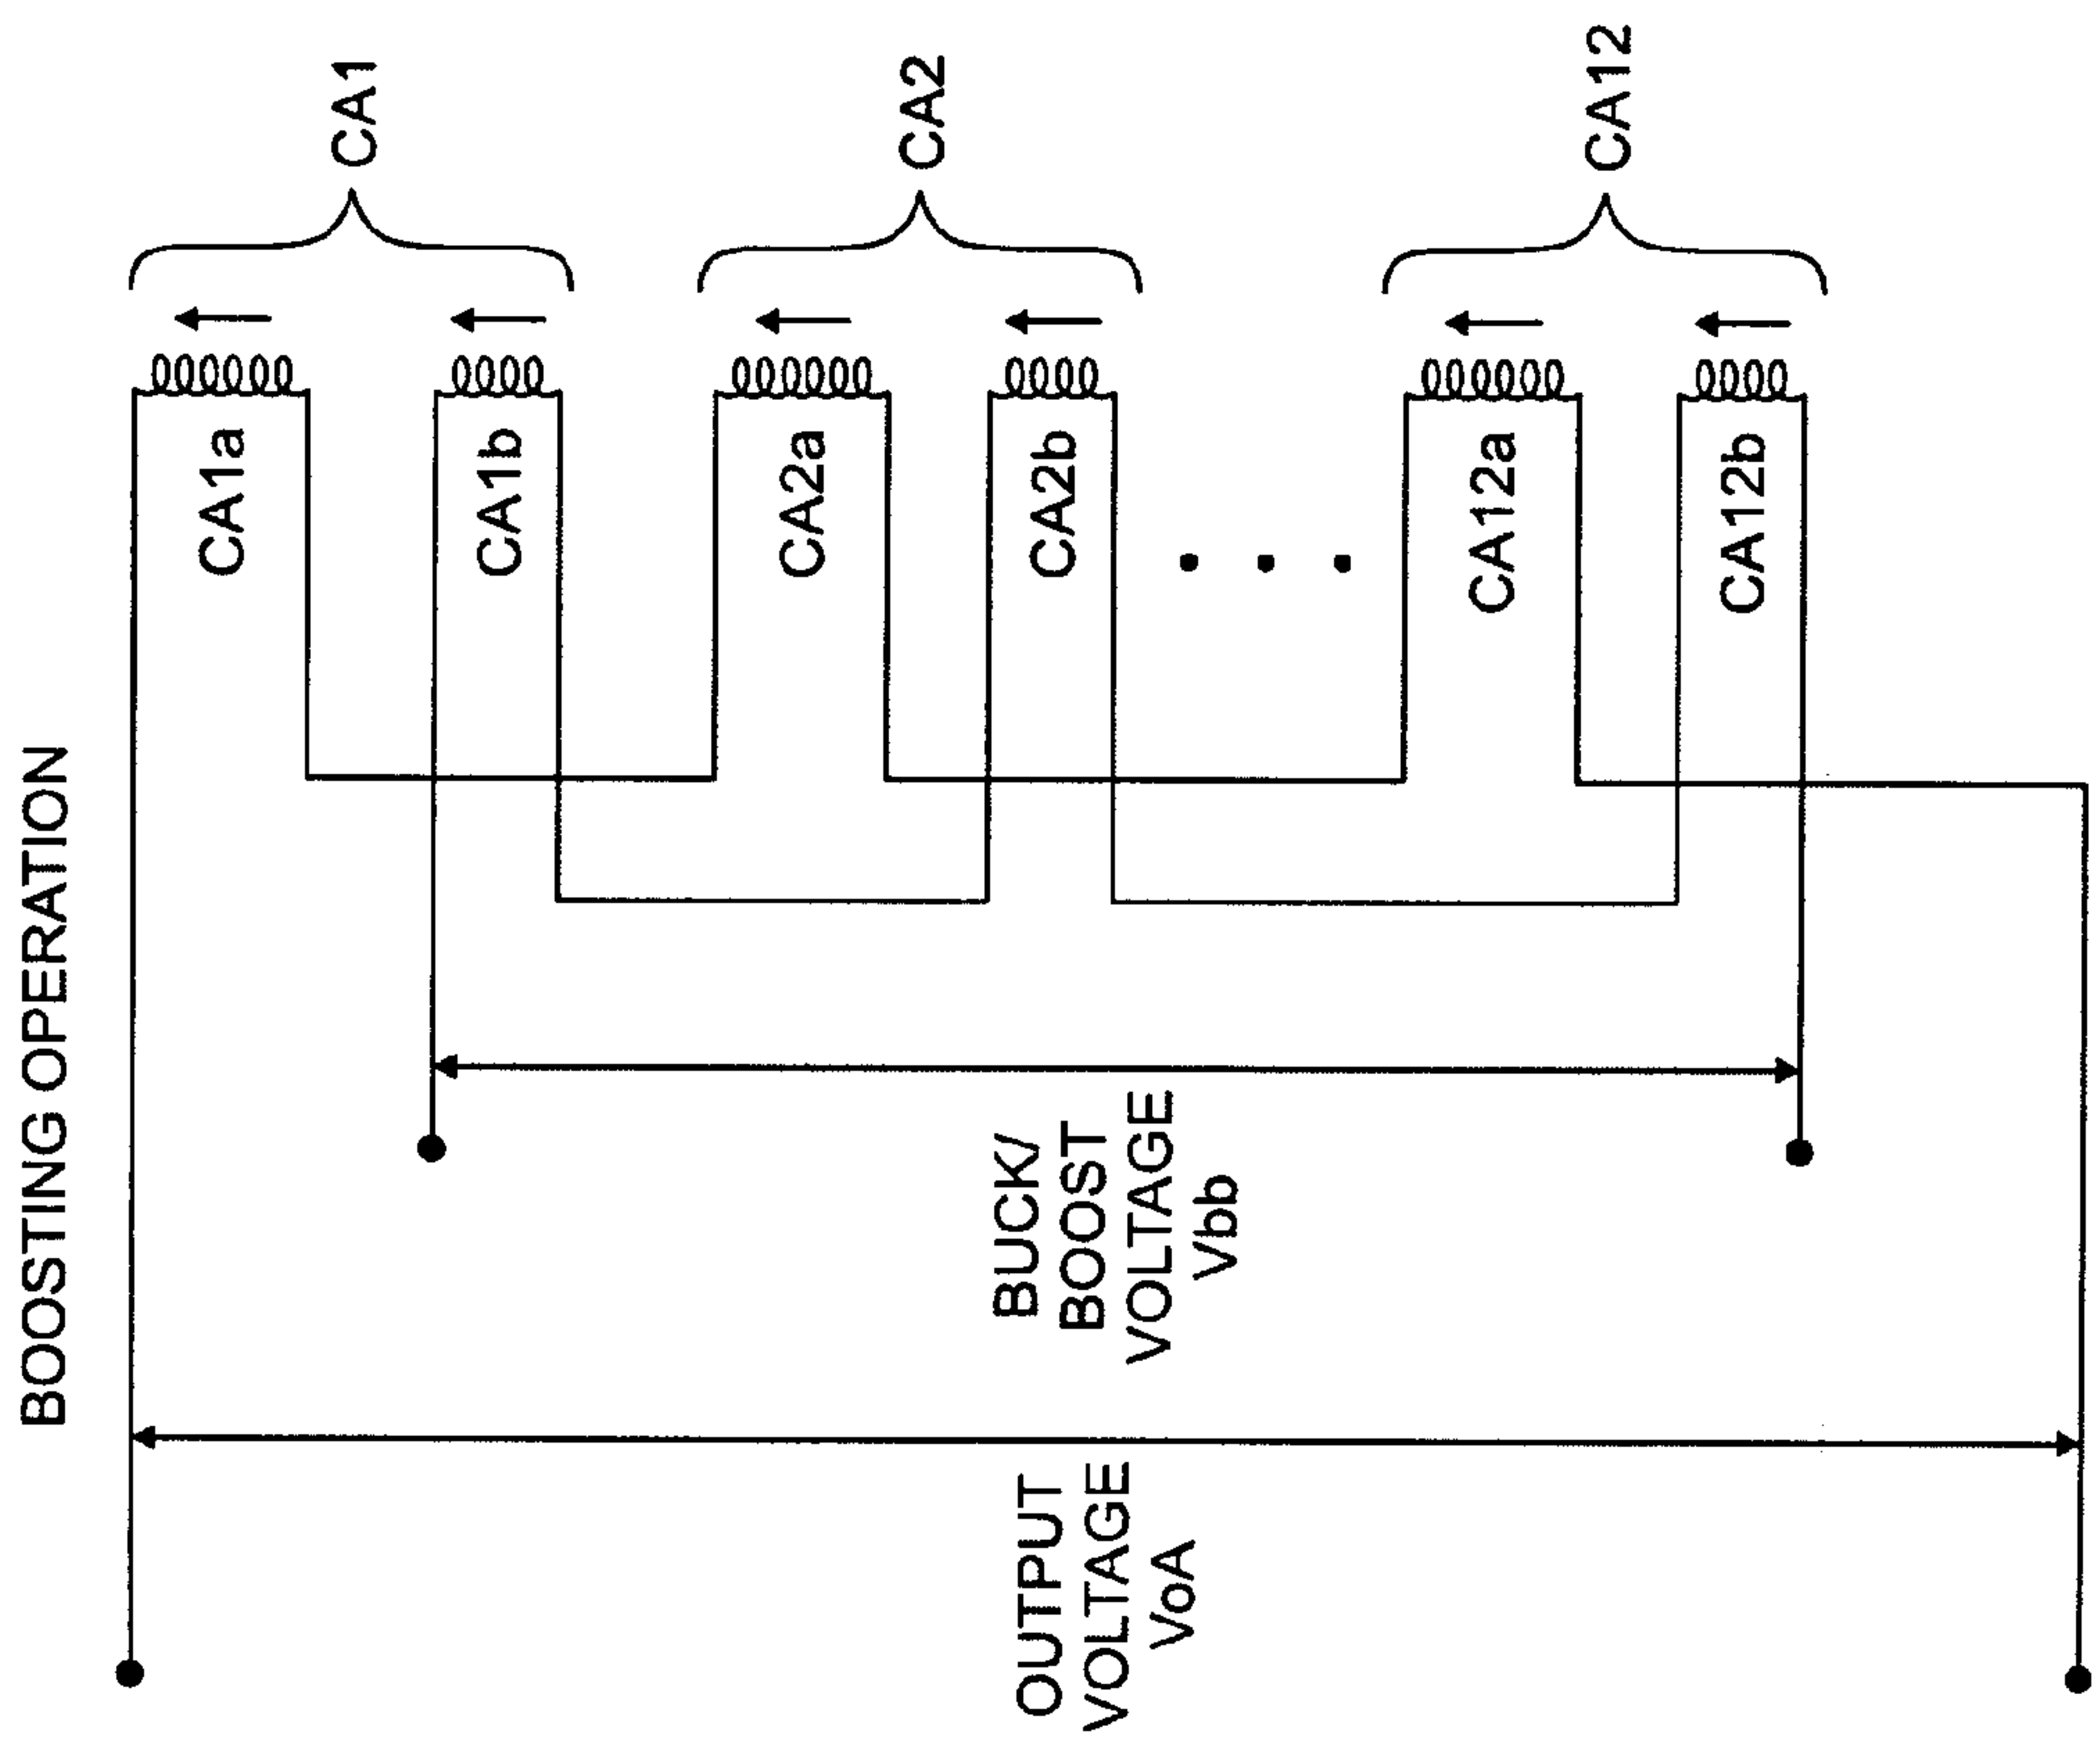 BOOSTING OPERATION
OUTPUT
VOLTAGE
VoA
BUCK/
BOOST
VOLTAGE
Vbb
CA1a
CA1b
CA2a
CA2b
CA12a
CA12b
CA1
CA2
CA12